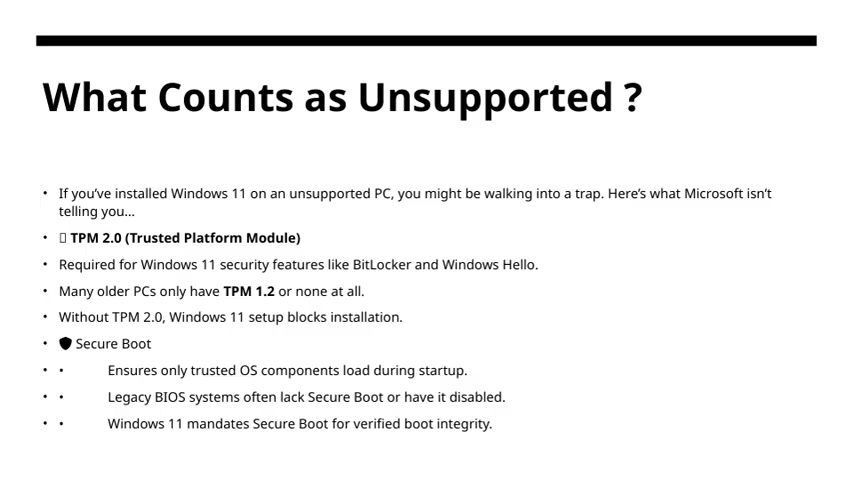 What Counts as Unsupported ?
• If you’ve installed Windows 11 on an unsupported PC, you might be walking into a trap. Here’s what Microsoft isn’t
telling you…
• TPM 2.0 (Trusted Platform Module)
• Required for Windows 11 security features like BitLocker and Windows Hello.
• Many older PCs only have TPM 1.2 or none at all.
• Without TPM 2.0, Windows 11 setup blocks installation.
• Secure Boot
• • Ensures only trusted OS components load during startup.
• • Legacy BIOS systems often lack Secure Boot or have it disabled.
• • Windows 11 mandates Secure Boot for verified boot integrity.